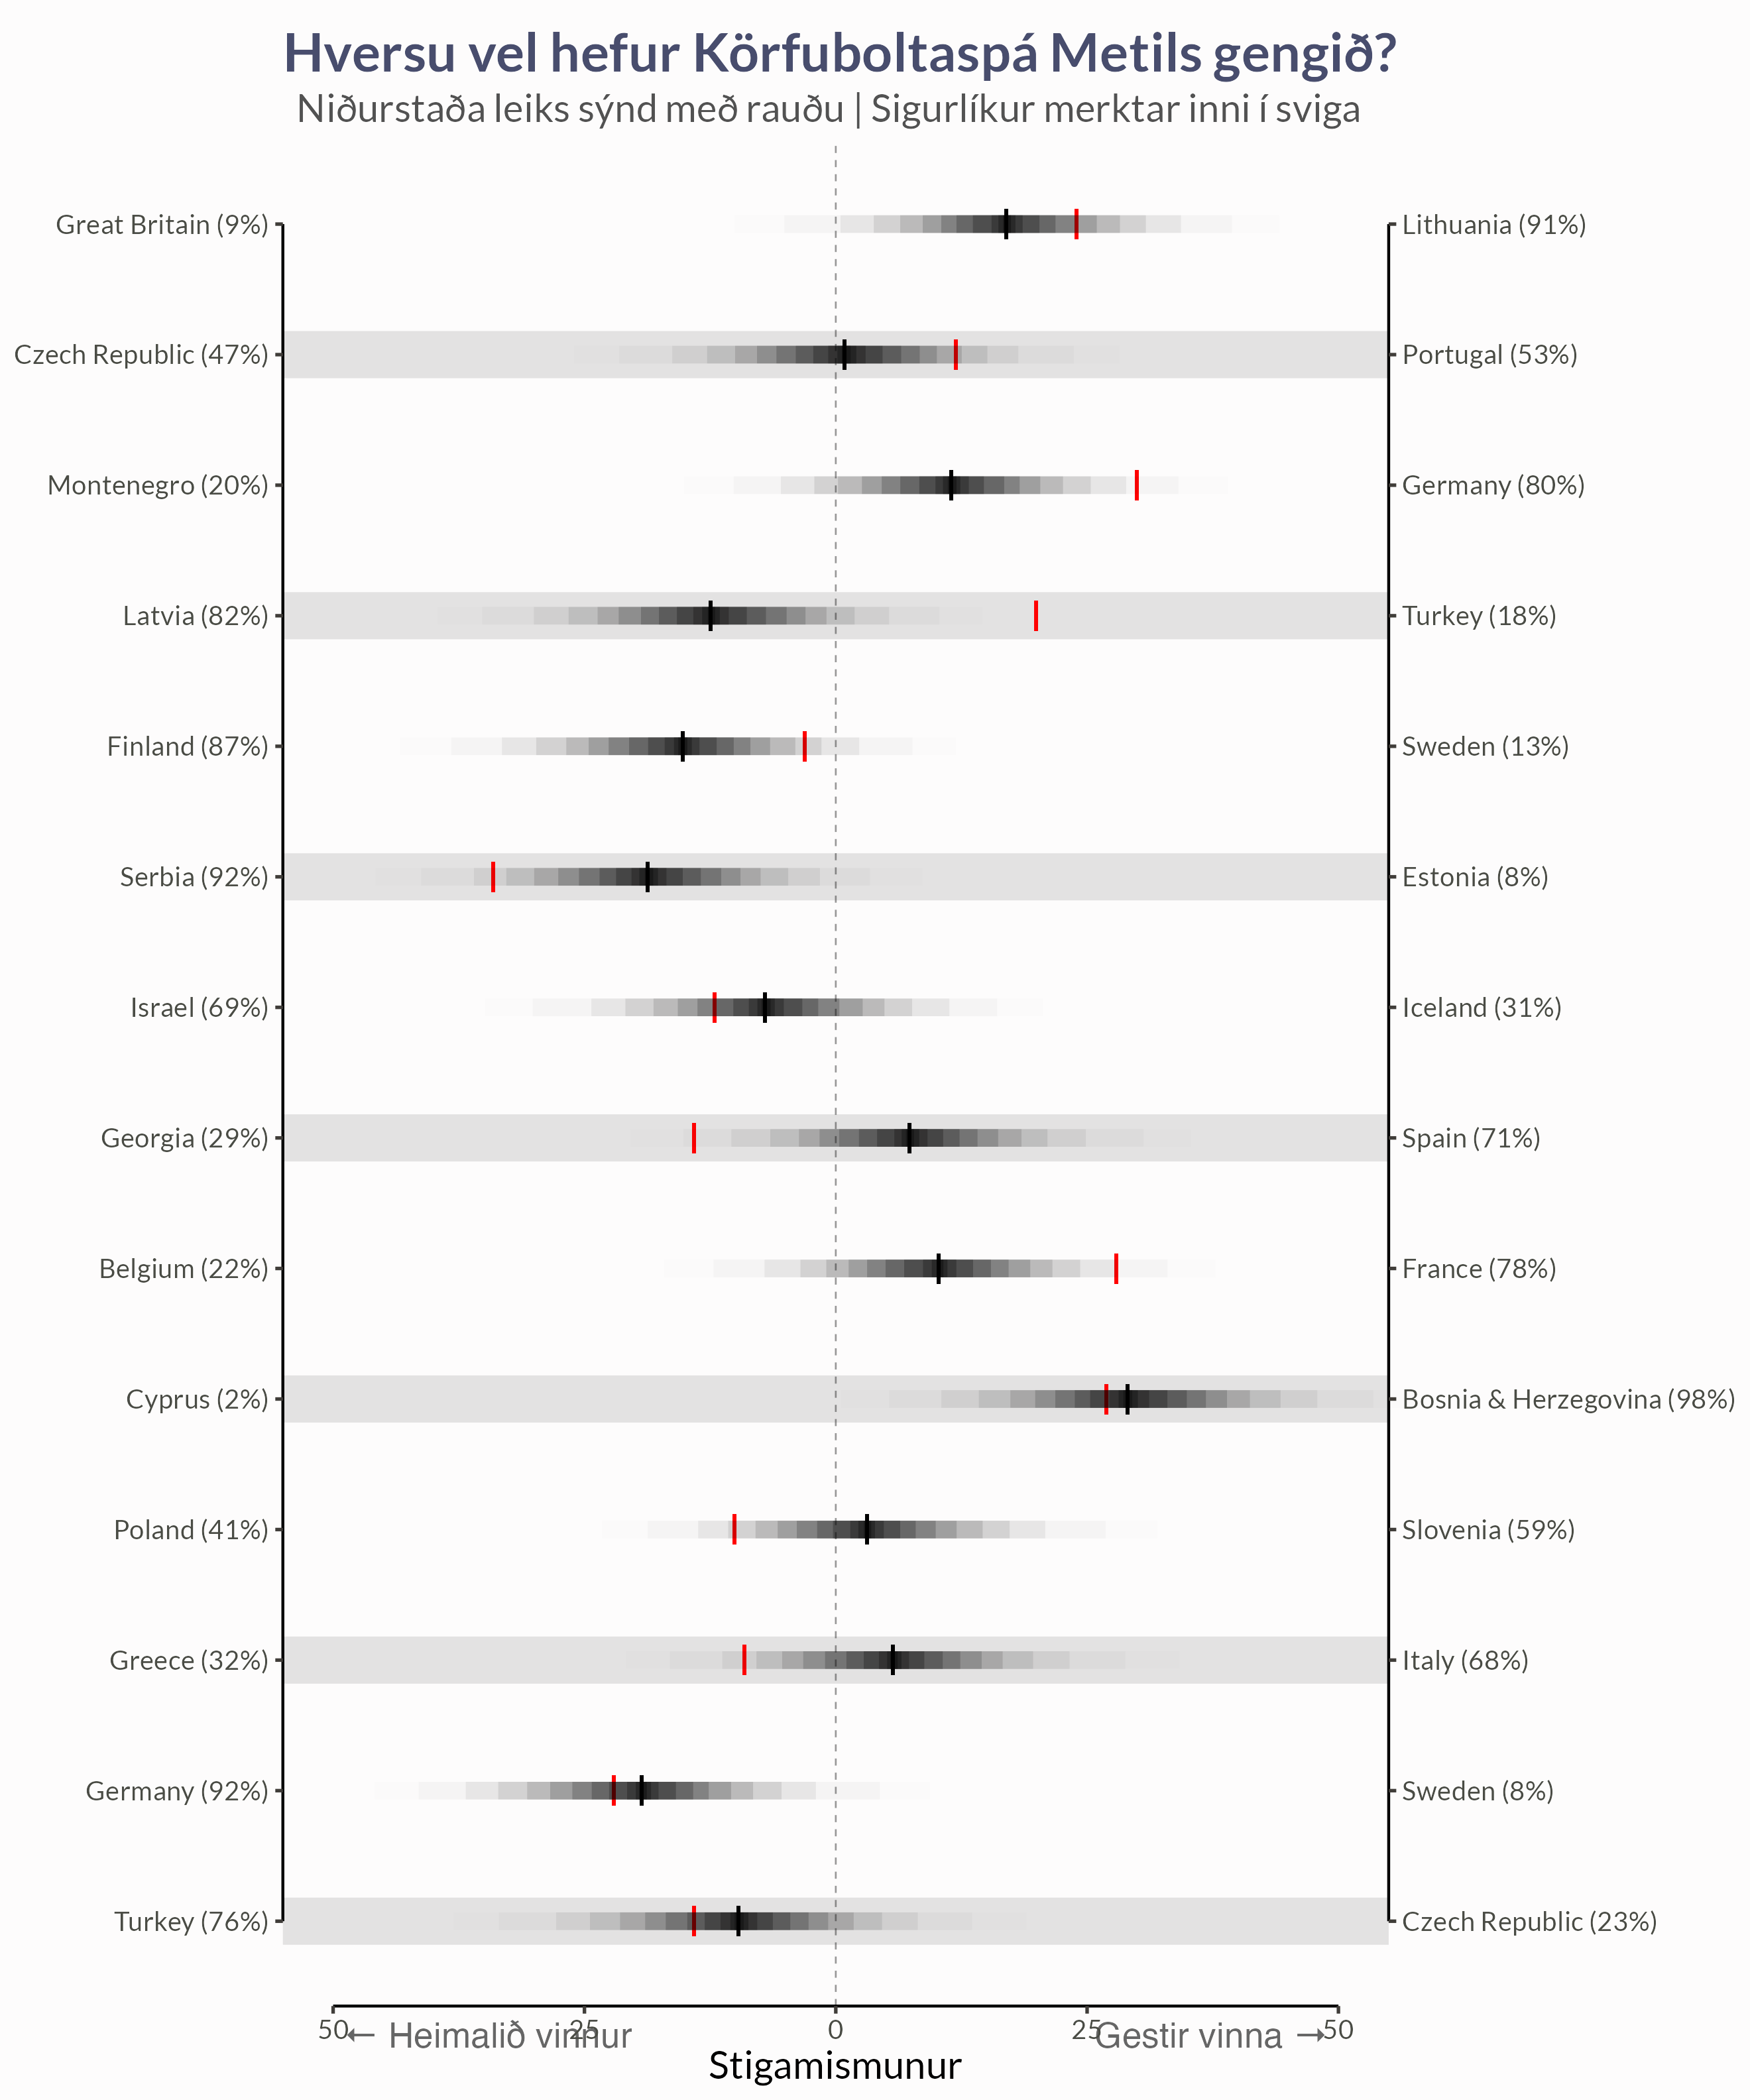 Hversu vel hefur Körfuboltaspá Metils gengið?
Niðurstaða leiks sýnd með rauðu | Sigurlíkur merktar inni í sviga
Great Britain (9%) Lithuania (91%)
Czech Republic (47%) Portugal (53%)
Montenegro (20%) Germany (80%)
Latvia (82%) Turkey (18%)
Finland (87%) Sweden (13%)
Serbia (92%) Estonia (8%)
Israel (69%) Iceland (31%)
Georgia (29%) Spain (71%)
Belgium (22%) France (78%)
Cyprus (2%) Bosnia & Herzegovina (98%)
Poland (41%) Slovenia (59%)
Greece (32%) Italy (68%)
Germany (92%) Sweden (8%)
Turkey (76%) Czech Republic (23%)
50 25 0 25 50
← Heimalið vinnur Gestir vinna →
Stigamismunur